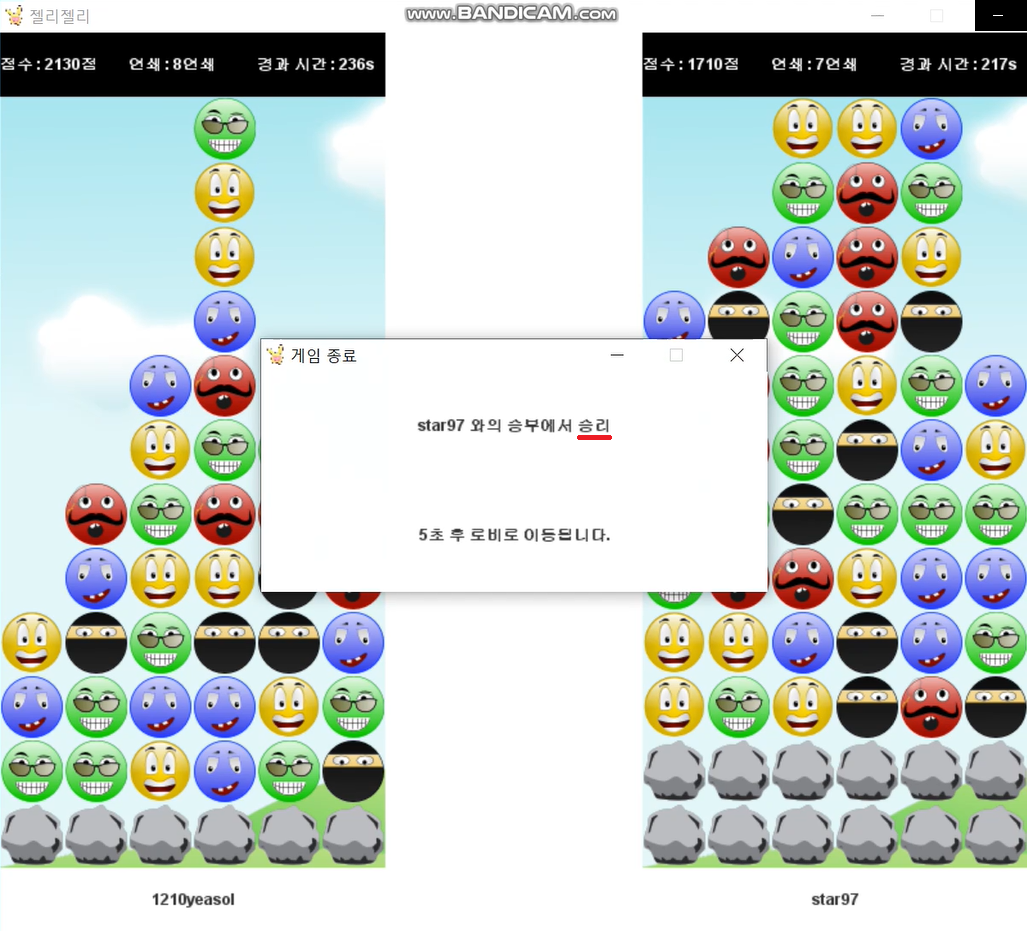 젤리젤리
www.BANDICAM.com
점수:2130점 연쇄:8연쇄 경과 시간:236s
점수:1710점 연쇄:7연쇄 경과 시간:217s
게임 종료
star97 와의 승부에서 승리
5초 후 로비로 이동됩니다.
1210yeasol
star97